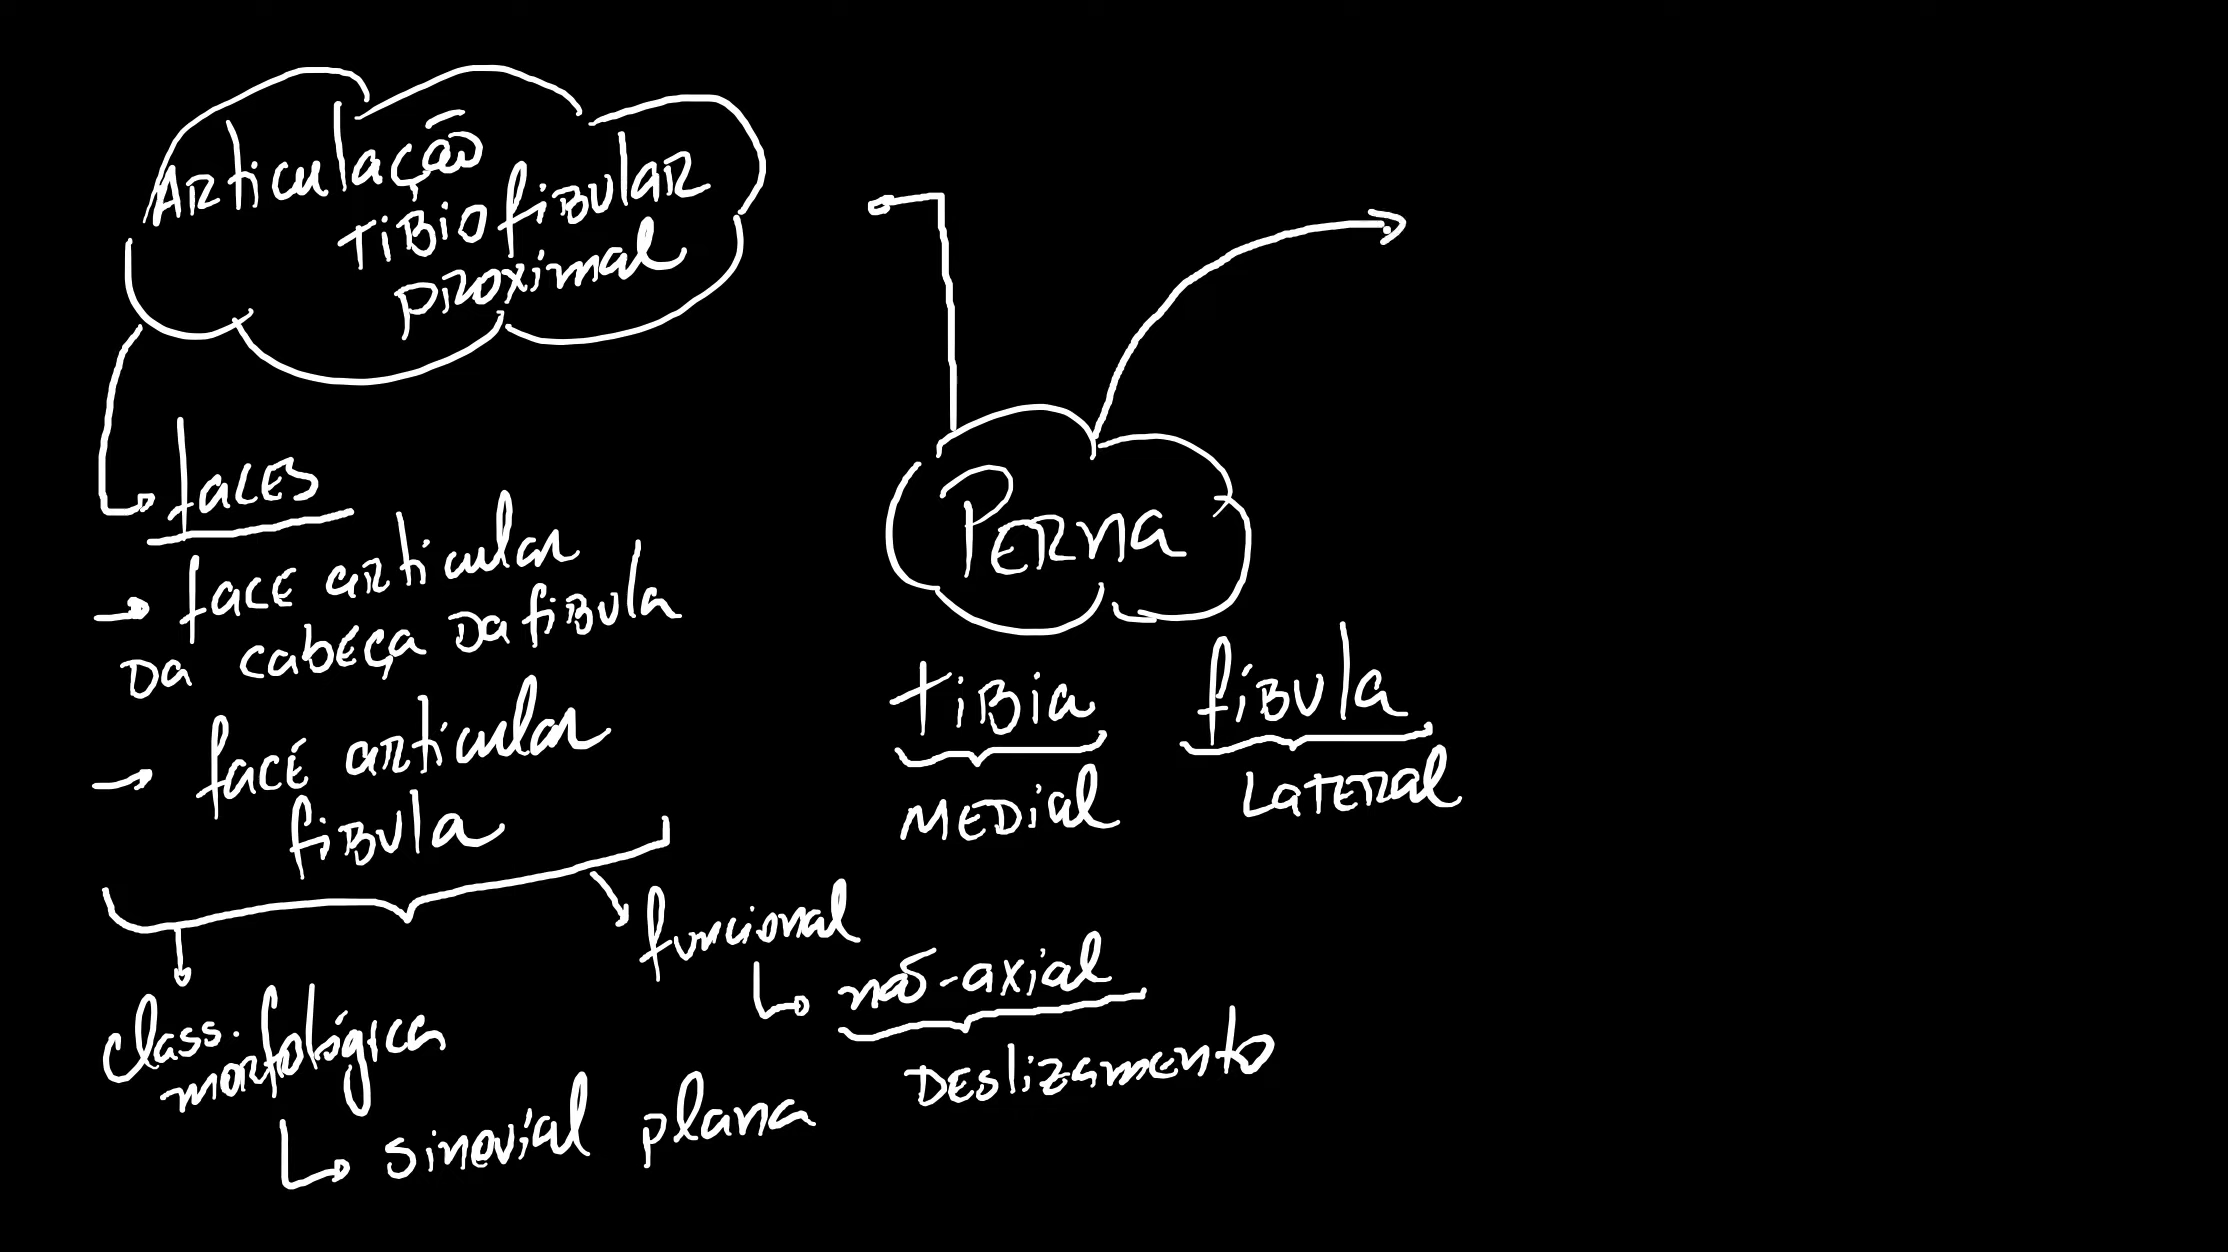 Articulação
Tibiofibular
proximal
faces
→ face articular
da cabeça da fíbula
→ face articular
fíbula
class.
morfológica
sinovial plana
funcional
não-axial
Deslizamento
Perna
Tíbia
fíbula
Medial
Lateral